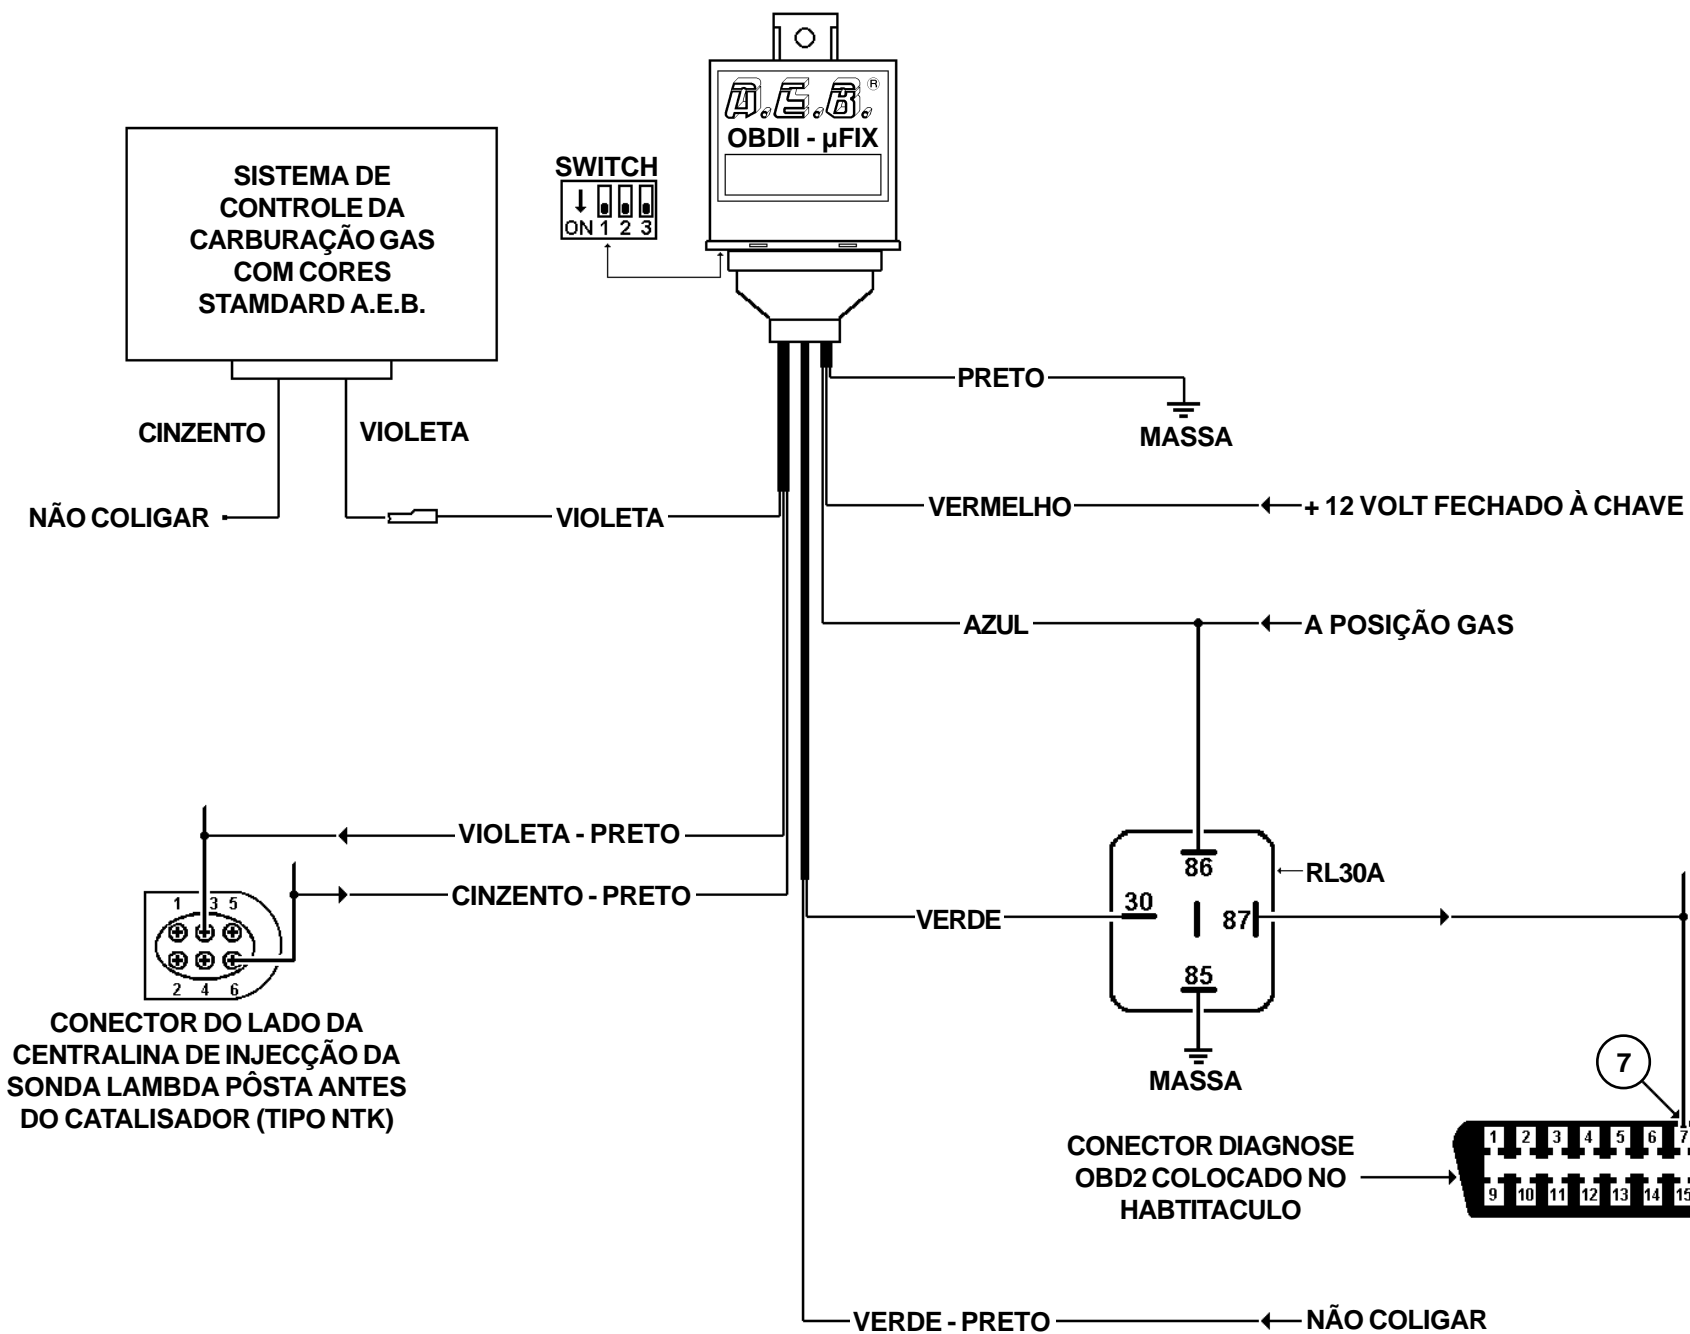 A.E.B.®
OBDII - µFIX
SISTEMA DE
CONTROLE DA
CARBURAÇÃO GAS
COM CORES
STAMDARD A.E.B.
SWITCH
ON 1 2 3
PRETO
MASSA
CINZENTO
VIOLETA
NÃO COLIGAR
VIOLETA
VERMELHO
+ 12 VOLT FECHADO À CHAVE
AZUL
A POSIÇÃO GAS
VIOLETA - PRETO
CINZENTO - PRETO
1 3 5
2 4 6
CONECTOR DO LADO DA
CENTRALINA DE INJECÇÃO DA
SONDA LAMBDA PÔSTA ANTES
DO CATALISADOR (TIPO NTK)
VERDE
86
30
87
85
RL30A
MASSA
7
CONECTOR DIAGNOSE
OBD2 COLOCADO NO
HABTITACULO
1 2 3 4 5 6 7
9 10 11 12 13 14 15
VERDE - PRETO
NÃO COLIGAR